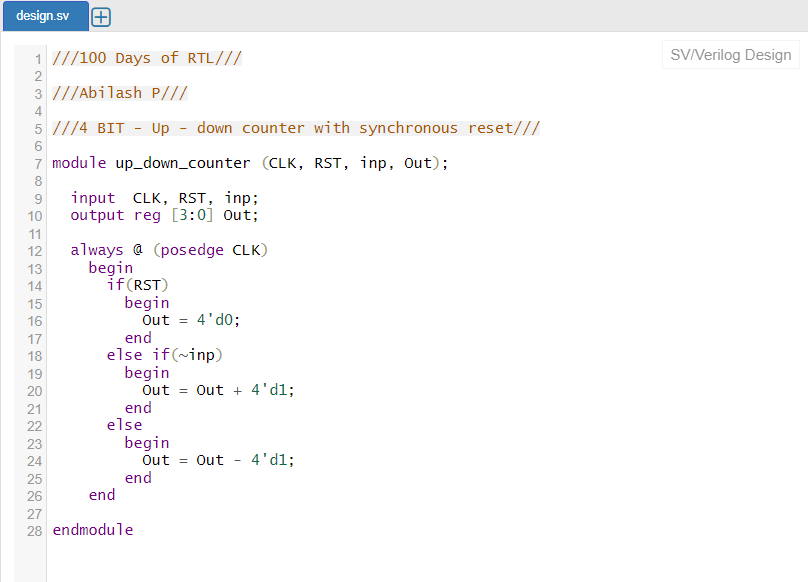 design.sv
SV/Verilog Design
1 ///100 Days of RTL///
2
3 ///Abilash P///
4
5 ///4 BIT - Up - down counter with synchronous reset///
6
7 module up_down_counter (CLK, RST, inp, Out);
8
9 input CLK, RST, inp;
10 output reg [3:0] Out;
11
12 always @ (posedge CLK)
13 begin
14 if(RST)
15 begin
16 Out = 4'd0;
17 end
18 else if(~inp)
19 begin
20 Out = Out + 4'd1;
21 end
22 else
23 begin
24 Out = Out - 4'd1;
25 end
26 end
27
28 endmodule